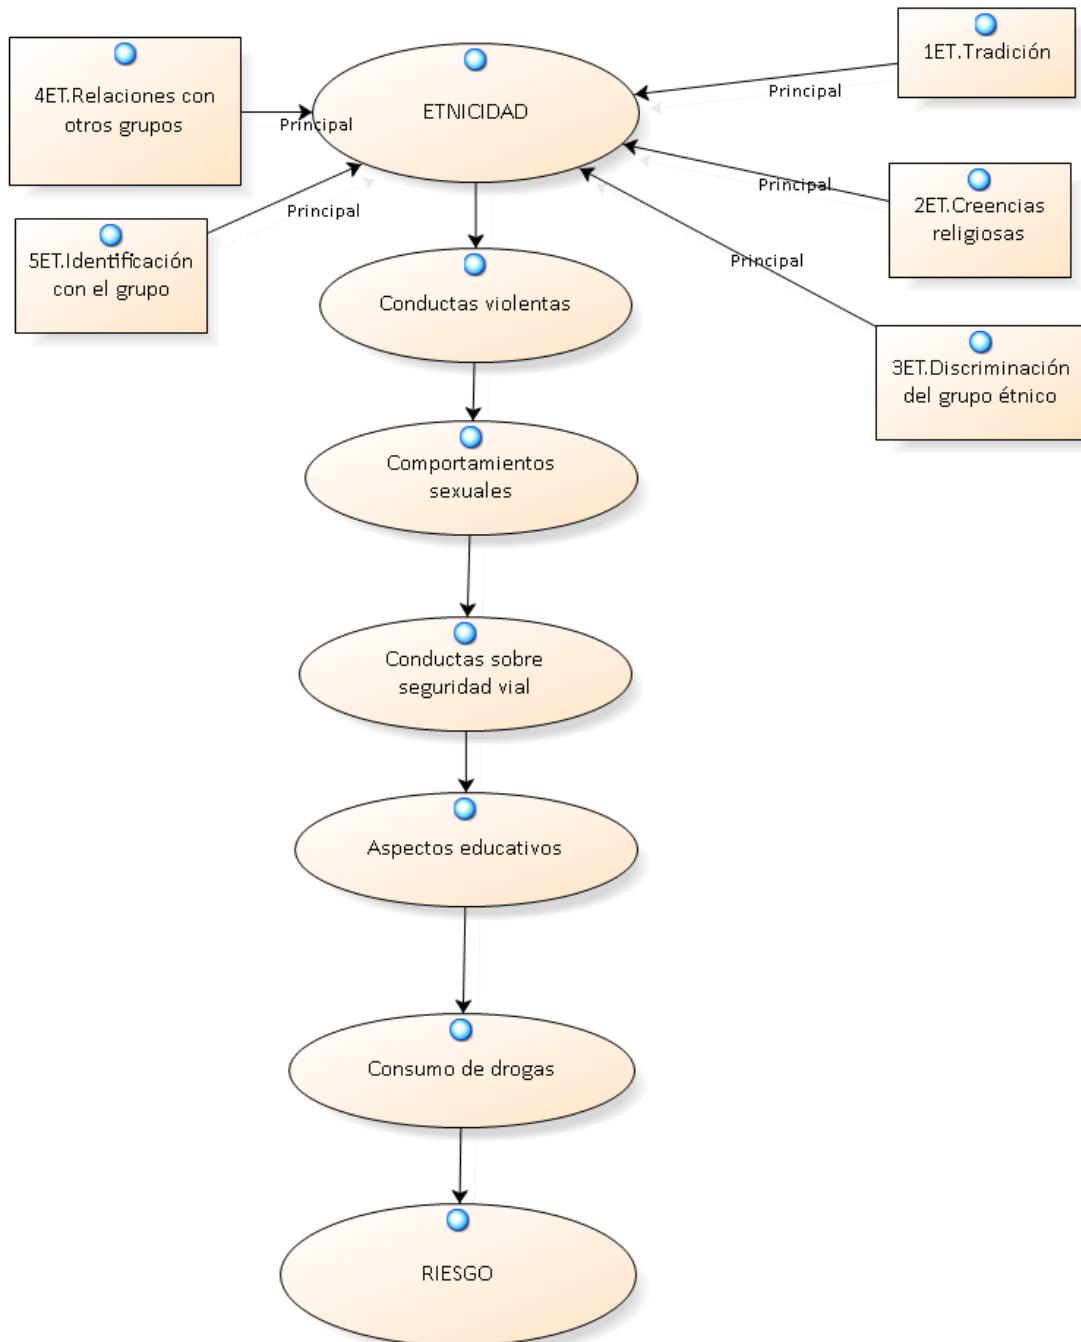 4ET.Relaciones con
otros grupos
Principal
ETNICIDAD
1ET.Tradición
Principal
5ET.Identificación
con el grupo
Principal
2ET.Creencias
religiosas
Principal
3ET.Discriminación
del grupo étnico
Principal
Conductas violentas
Comportamientos
sexuales
Conductas sobre
seguridad vial
Aspectos educativos
Consumo de drogas
RIESGO